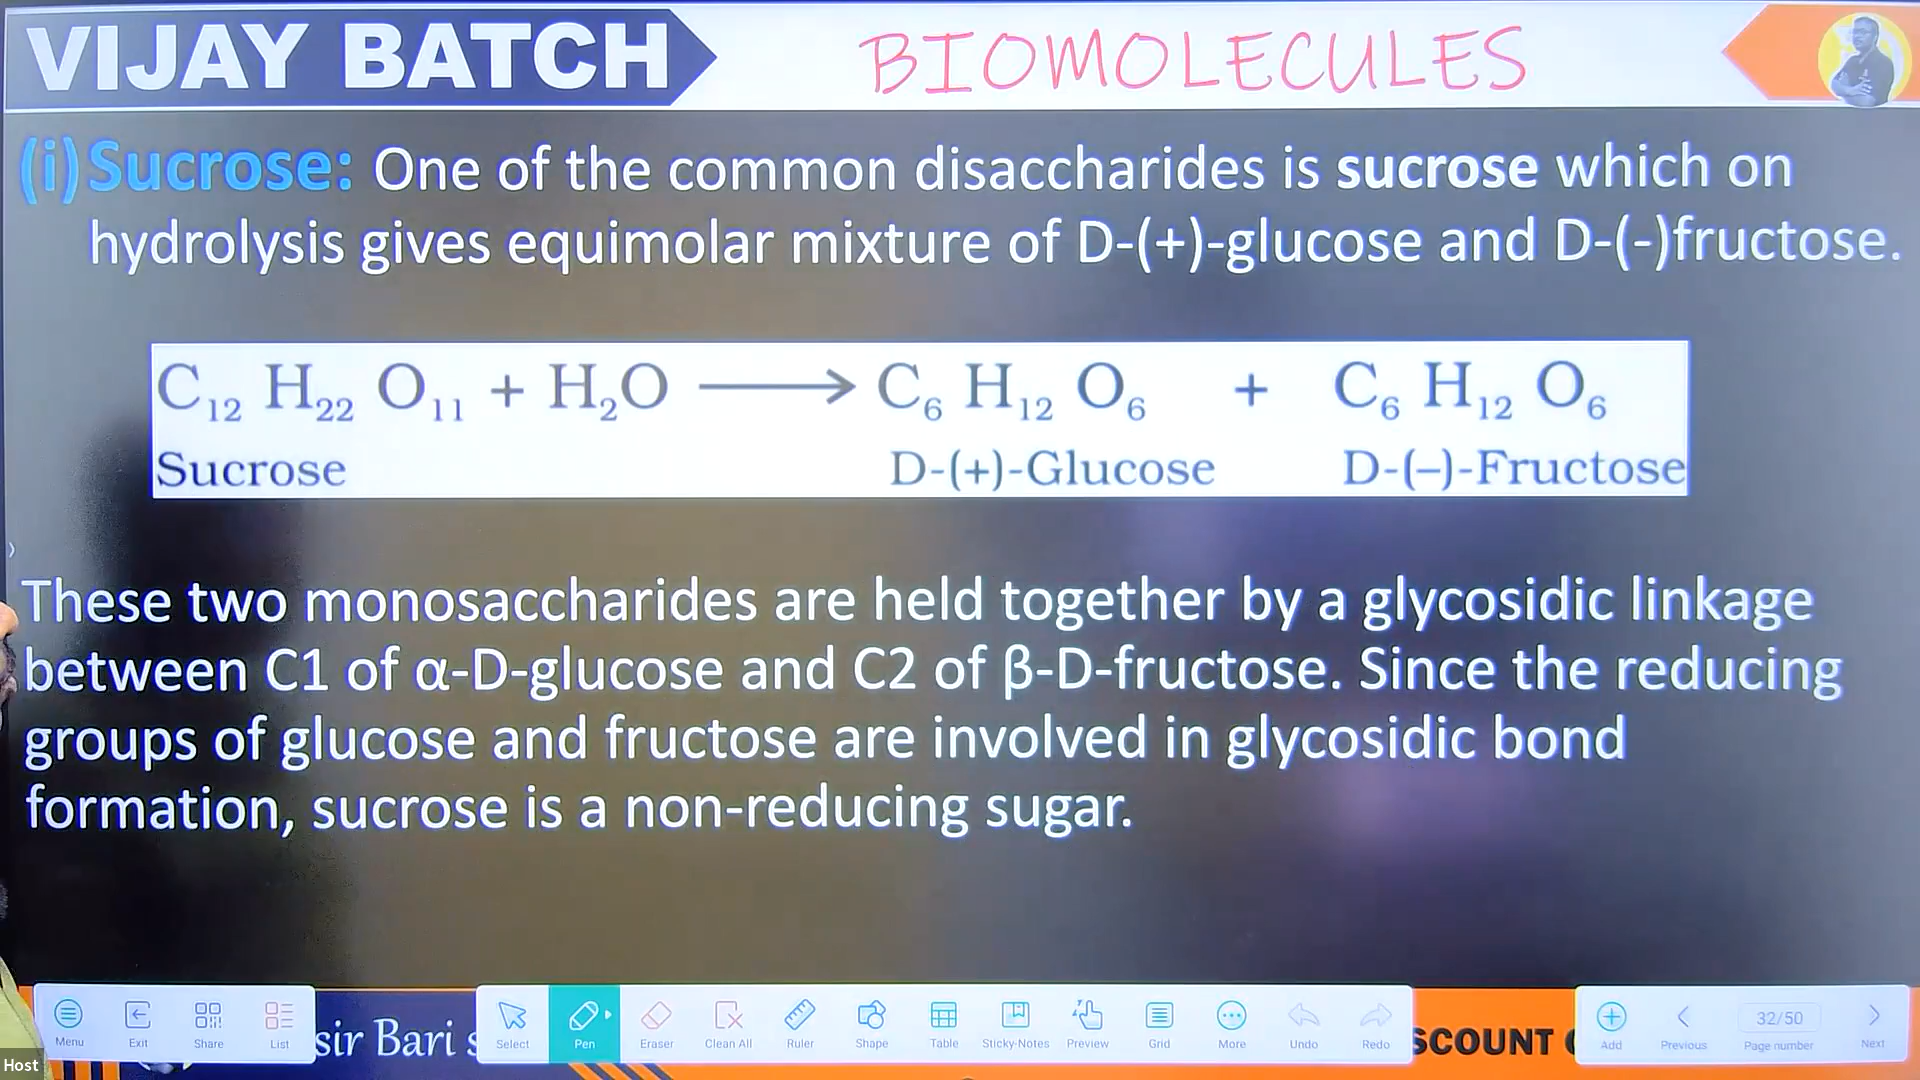 VIJAY BATCH
BIOMOLECULES
(i) Sucrose: One of the common disaccharides is sucrose which on
hydrolysis gives equimolar mixture of D-(+)-glucose and D-(-)fructose.
C₁₂ H₂₂ O₁₁ + H₂O ⟶ C₆ H₁₂ O₆ + C₆ H₁₂ O₆
Sucrose D-(+)-Glucose D-(–)-Fructose
These two monosaccharides are held together by a glycosidic linkage
between C1 of α-D-glucose and C2 of β-D-fructose. Since the reducing
groups of glucose and fructose are involved in glycosidic bond
formation, sucrose is a non-reducing sugar.
sir Bari s
SCOUNT
Menu Exit Share List Select Pen Eraser Clean All Ruler Shape Table Sticky-Notes Preview Grid More Undo Redo Add Previous 32/50 Page number Next
Host